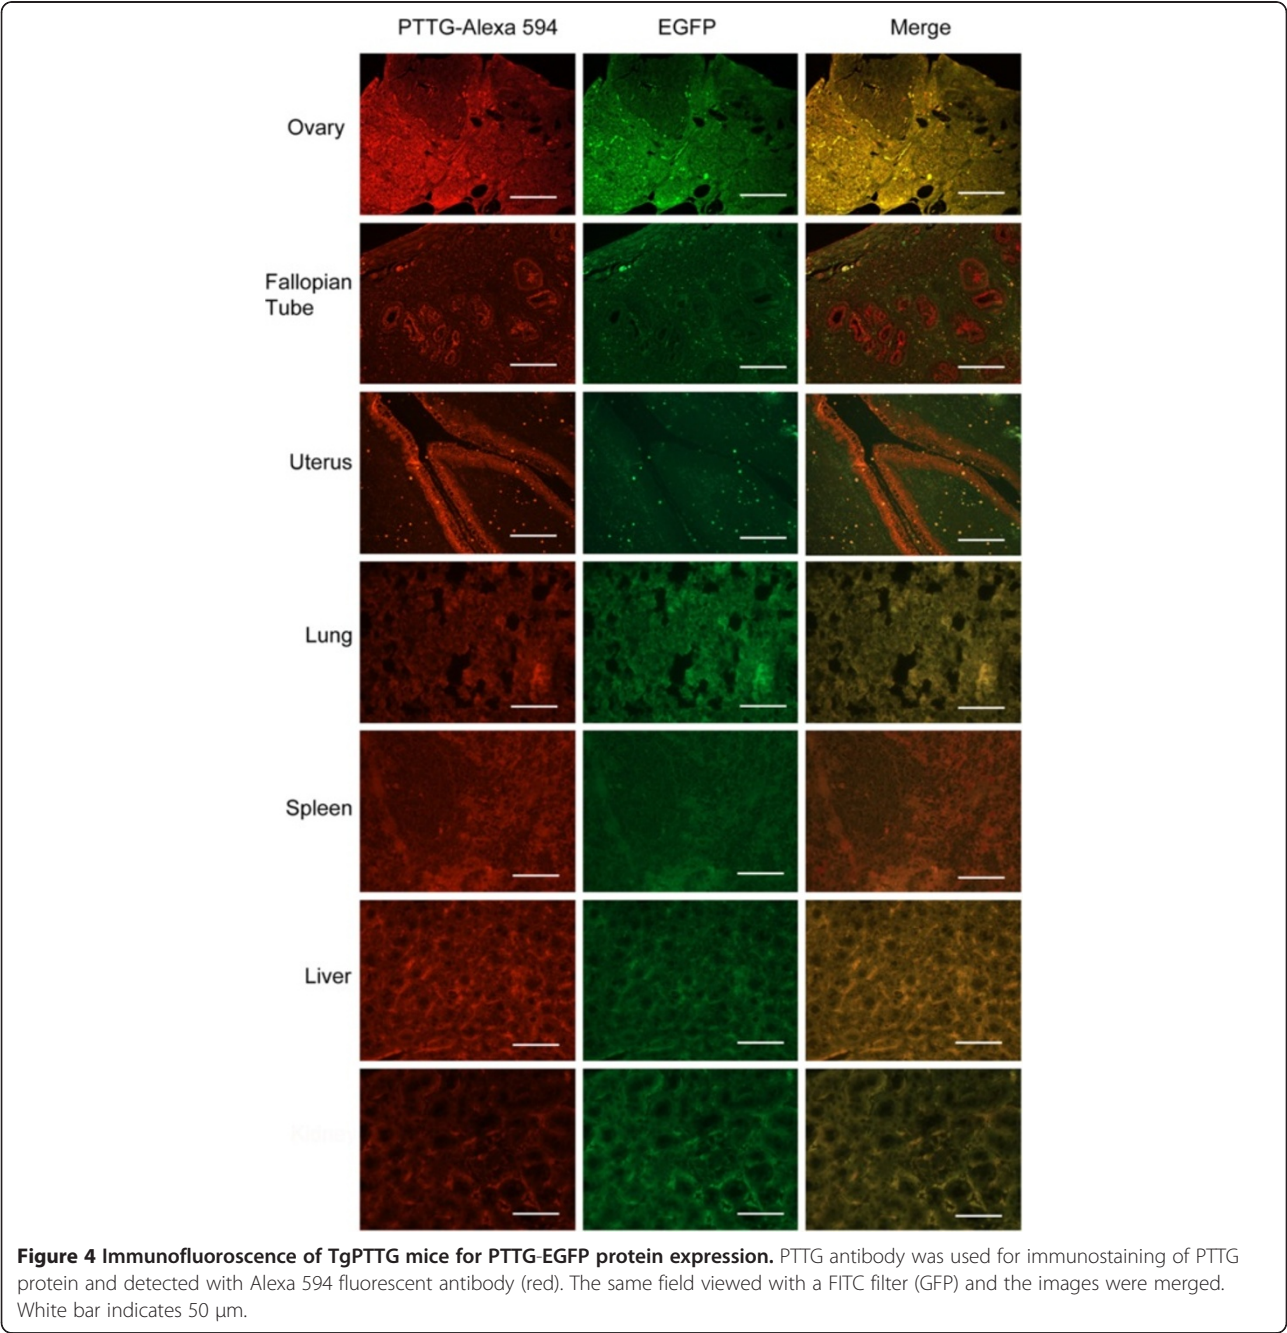 PTTG-Alexa 594 EGFP Merge
Ovary
Fallopian
Tube
Uterus
Lung
Spleen
Liver
Figure 4 Immunofluoroscence of TgPTTG mice for PTTG-EGFP protein expression. PTTG antibody was used for immunostaining of PTTG
protein and detected with Alexa 594 fluorescent antibody (red). The same field viewed with a FITC filter (GFP) and the images were merged.
White bar indicates 50 μm.